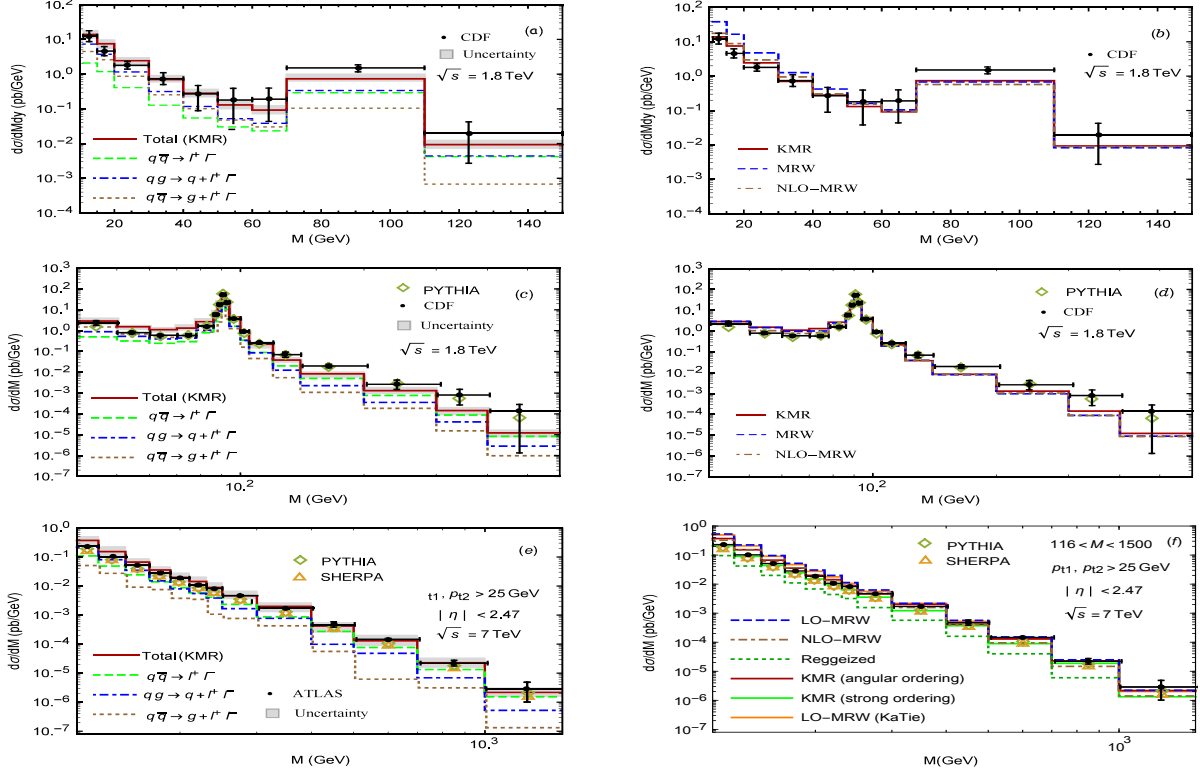 (a)
CDF
Uncertainty
√s = 1.8 TeV
Total (KMR)
q q̅ → l⁺ l⁻
q g → q + l⁺ l⁻
q q̅ → g + l⁺ l⁻
dσ/dMdy (pb/GeV)
10.² 10.¹ 10.⁰ 10.⁻¹ 10.⁻² 10.⁻³ 10.⁻⁴
20 40 60 80 100 120 140
M (GeV)
(b)
CDF
√s = 1.8 TeV
KMR
MRW
NLO-MRW
dσ/dMdy (pb/GeV)
10.² 10.¹ 10.⁰ 10.⁻¹ 10.⁻² 10.⁻³ 10.⁻⁴
20 40 60 80 100 120 140
M (GeV)
(c)
PYTHIA
CDF
Uncertainty
√s = 1.8 TeV
Total (KMR)
q q̅ → l⁺ l⁻
q g → q + l⁺ l⁻
q q̅ → g + l⁺ l⁻
dσ/dM (pb/GeV)
10.³ 10.² 10.¹ 10.⁰ 10.⁻¹ 10.⁻² 10.⁻³ 10.⁻⁴ 10.⁻⁵ 10.⁻⁶ 10.⁻⁷
10.²
M (GeV)
(d)
PYTHIA
CDF
√s = 1.8 TeV
KMR
MRW
NLO-MRW
dσ/dM (pb/GeV)
10.³ 10.² 10.¹ 10.⁰ 10.⁻¹ 10.⁻² 10.⁻³ 10.⁻⁴ 10.⁻⁵ 10.⁻⁶ 10.⁻⁷
10.²
M (GeV)
(e)
PYTHIA
SHERPA
t1, pt2 > 25 GeV
| η | < 2.47
√s = 7 TeV
Total (KMR)
q q̅ → l⁺ l⁻
q g → q + l⁺ l⁻
q q̅ → g + l⁺ l⁻
ATLAS
Uncertainty
dσ/dM (pb/GeV)
10.⁰ 10.⁻¹ 10.⁻² 10.⁻³ 10.⁻⁴ 10.⁻⁵ 10.⁻⁶ 10.⁻⁷
10.³
M (GeV)
(f)
PYTHIA
SHERPA
116 < M < 1500
pt1, pt2 > 25 GeV
| η | < 2.47
√s = 7 TeV
LO-MRW
NLO-MRW
Reggeized
KMR (angular ordering)
KMR (strong ordering)
LO-MRW (KaTie)
dσ/dM (pb/GeV)
10.⁰ 10.⁻¹ 10.⁻² 10.⁻³ 10.⁻⁴ 10.⁻⁵ 10.⁻⁶ 10.⁻⁷
10³
M(GeV)